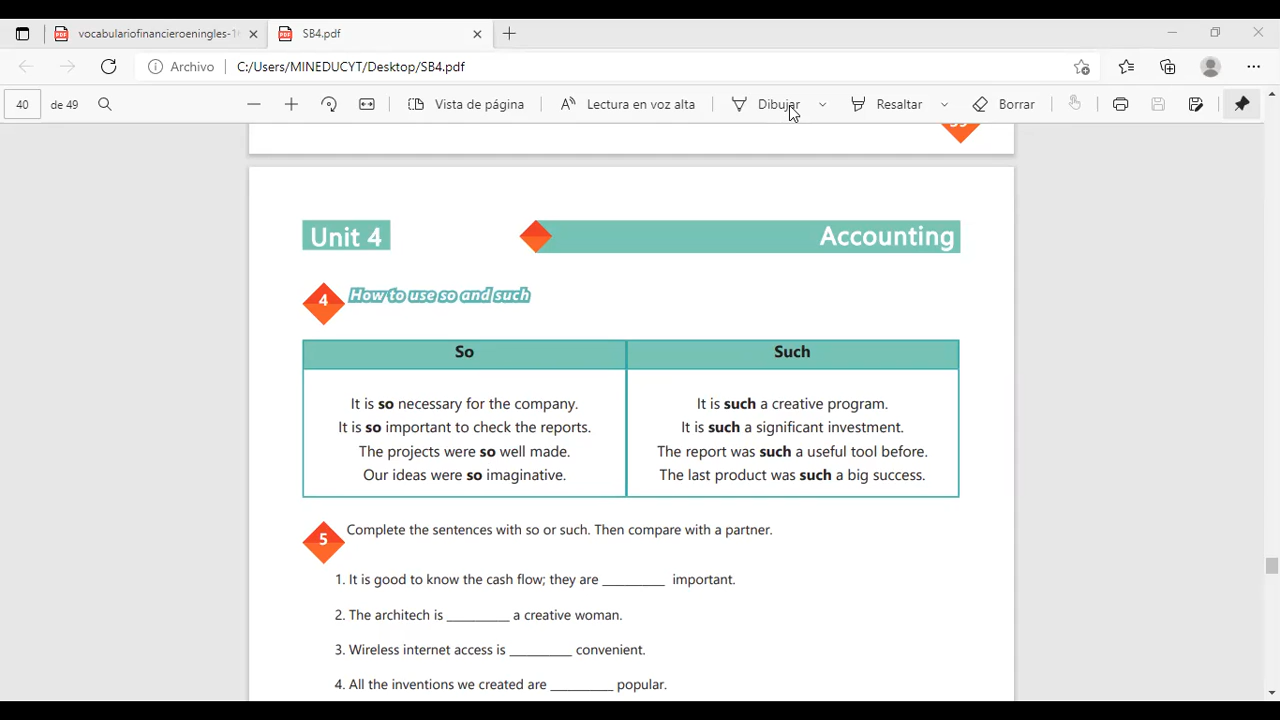 vocabulariofinancieroeningles-1
SB4.pdf
Archivo
C:/Users/MINEDUCYT/Desktop/SB4.pdf
40 de 49
Vista de página
Lectura en voz alta
Dibujar
Resaltar
Borrar
Unit 4
Accounting
4 How to use so and such
So
Such
It is so necessary for the company.
It is so important to check the reports.
The projects were so well made.
Our ideas were so imaginative.
It is such a creative program.
It is such a significant investment.
The report was such a useful tool before.
The last product was such a big success.
5 Complete the sentences with so or such. Then compare with a partner.
1. It is good to know the cash flow; they are _________ important.
2. The architech is _________ a creative woman.
3. Wireless internet access is _________ convenient.
4. All the inventions we created are _________ popular.